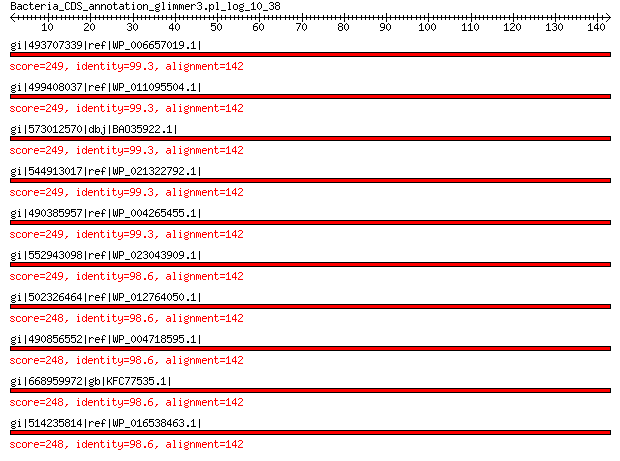 Bacteria_CDS_annotation_glimmer3.pl_log_10_38
10 20 30 40 50 60 70 80 90 100 110 120 130 140
gi|493707339|ref|WP_006657019.1|
score=249, identity=99.3, alignment=142
gi|499408037|ref|WP_011095504.1|
score=249, identity=99.3, alignment=142
gi|573012570|dbj|BAO35922.1|
score=249, identity=99.3, alignment=142
gi|544913017|ref|WP_021322792.1|
score=249, identity=99.3, alignment=142
gi|490385957|ref|WP_004265455.1|
score=249, identity=99.3, alignment=142
gi|552943098|ref|WP_023043909.1|
score=249, identity=98.6, alignment=142
gi|502326464|ref|WP_012764050.1|
score=248, identity=98.6, alignment=142
gi|490856552|ref|WP_004718595.1|
score=248, identity=98.6, alignment=142
gi|668959972|gb|KFC77535.1|
score=248, identity=98.6, alignment=142
gi|514235814|ref|WP_016538463.1|
score=248, identity=98.6, alignment=142